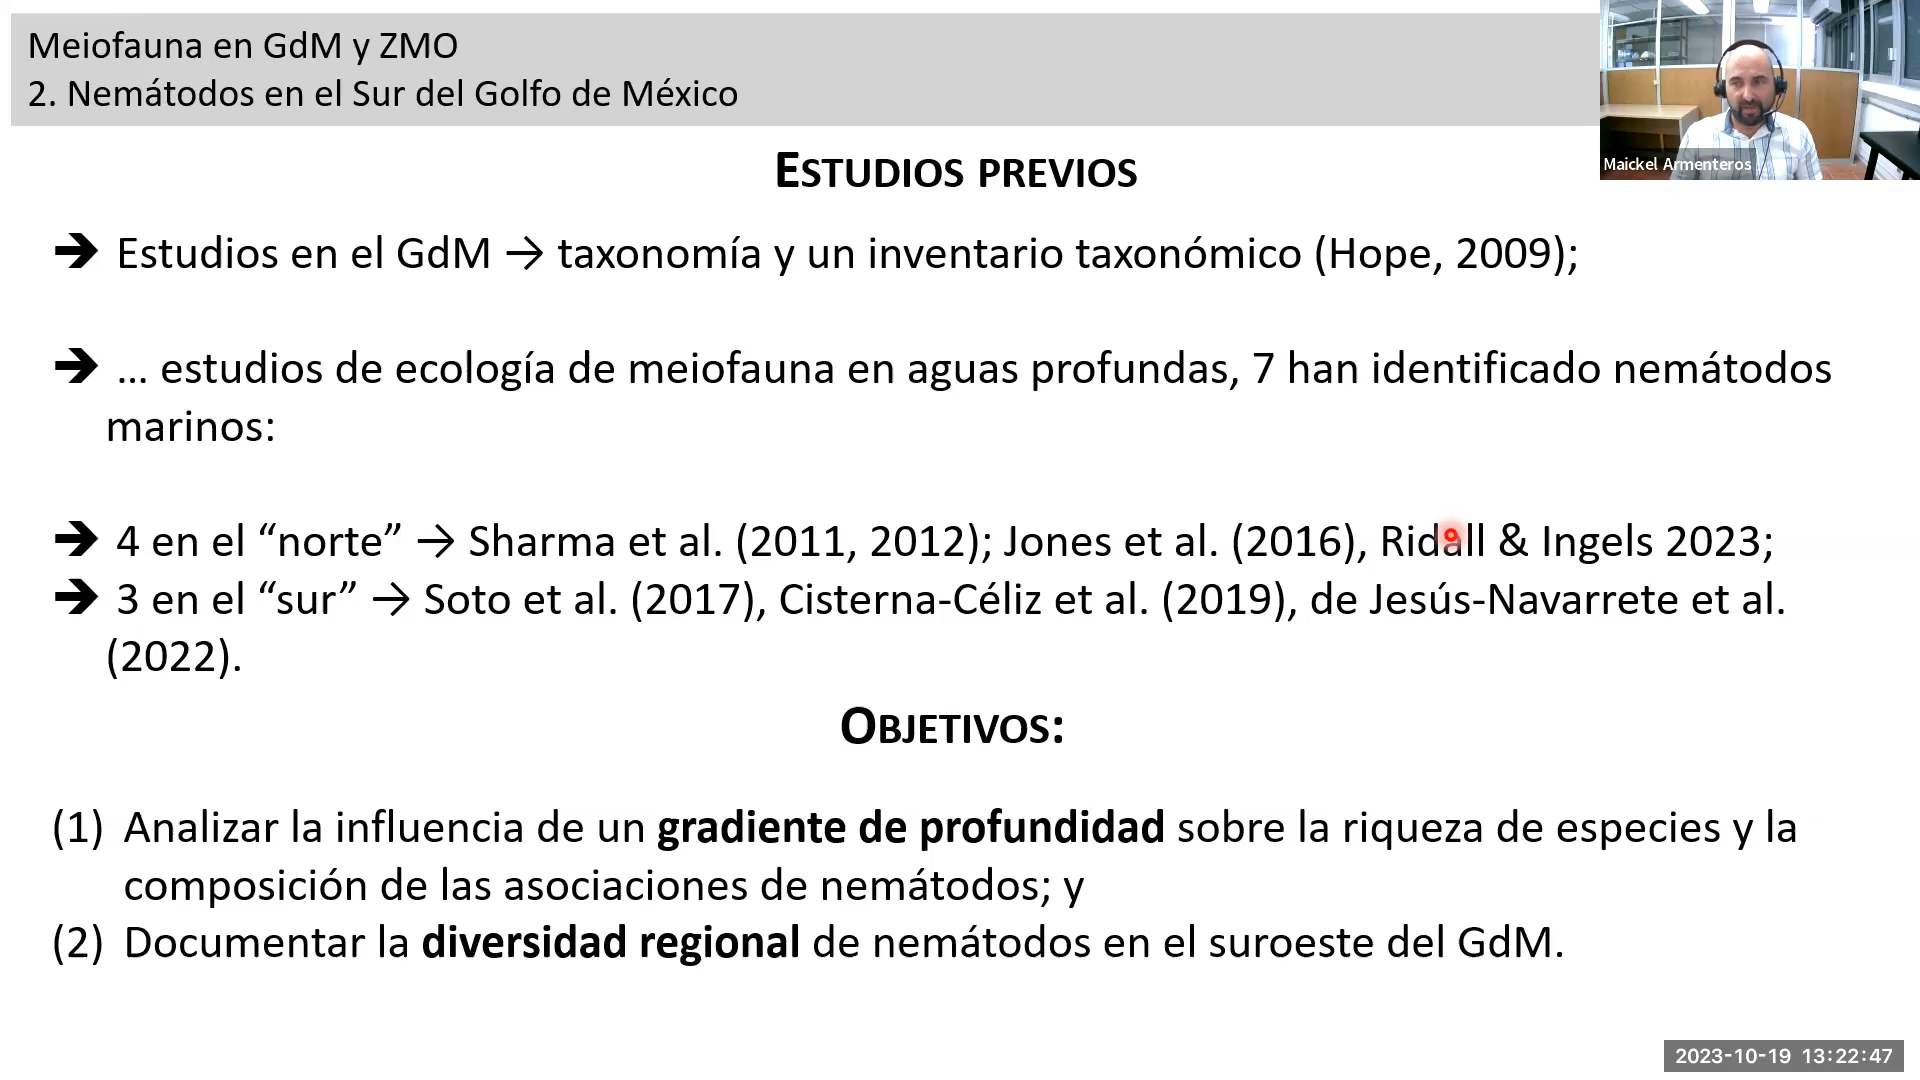 Meiofauna en GdM y ZMO
2. Nemátodos en el Sur del Golfo de México
Maickel Armenteros
ESTUDIOS PREVIOS
➔ Estudios en el GdM → taxonomía y un inventario taxonómico (Hope, 2009);
➔ … estudios de ecología de meiofauna en aguas profundas, 7 han identificado nemátodos
marinos:
➔ 4 en el “norte” → Sharma et al. (2011, 2012); Jones et al. (2016), Ridall & Ingels 2023;
➔ 3 en el “sur” → Soto et al. (2017), Cisterna-Céliz et al. (2019), de Jesús-Navarrete et al.
(2022).
OBJETIVOS:
(1) Analizar la influencia de un gradiente de profundidad sobre la riqueza de especies y la
composición de las asociaciones de nemátodos; y
(2) Documentar la diversidad regional de nemátodos en el suroeste del GdM.
2023-10-19 13:22:47